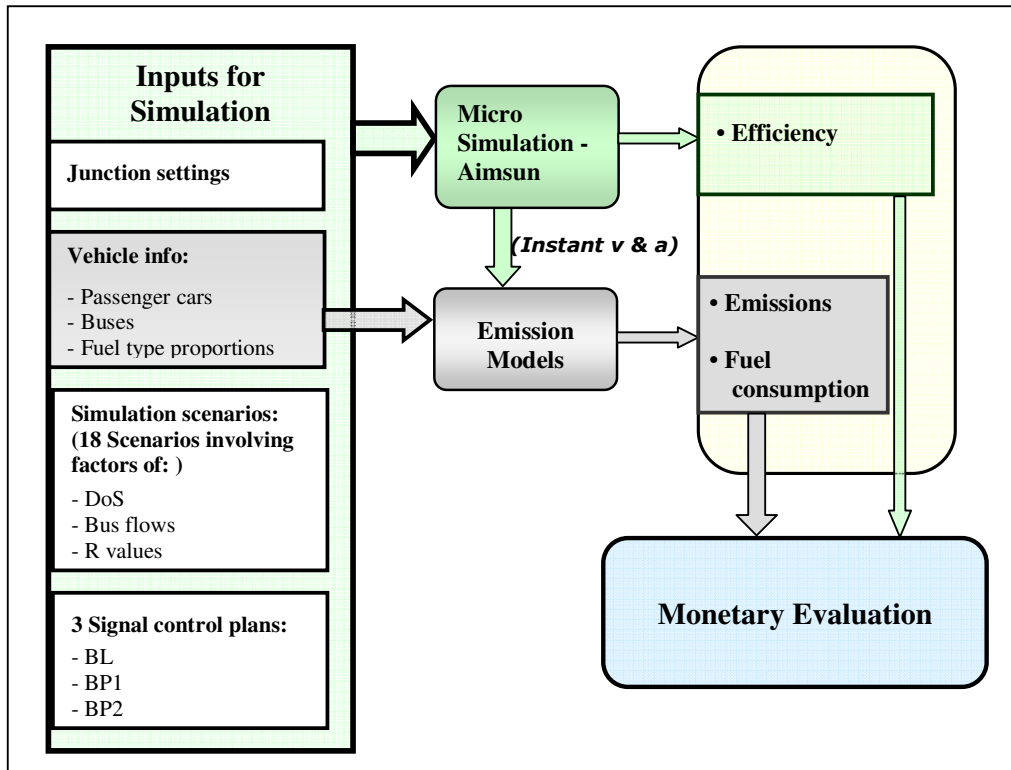 Inputs for
Simulation
Junction settings
Vehicle info:
- Passenger cars
- Buses
- Fuel type proportions
Simulation scenarios:
(18 Scenarios involving
factors of: )
- DoS
- Bus flows
- R values
3 Signal control plans:
- BL
- BP1
- BP2
Micro
Simulation -
Aimsun
(Instant v & a)
Emission
Models
• Efficiency
• Emissions
• Fuel
consumption
Monetary Evaluation